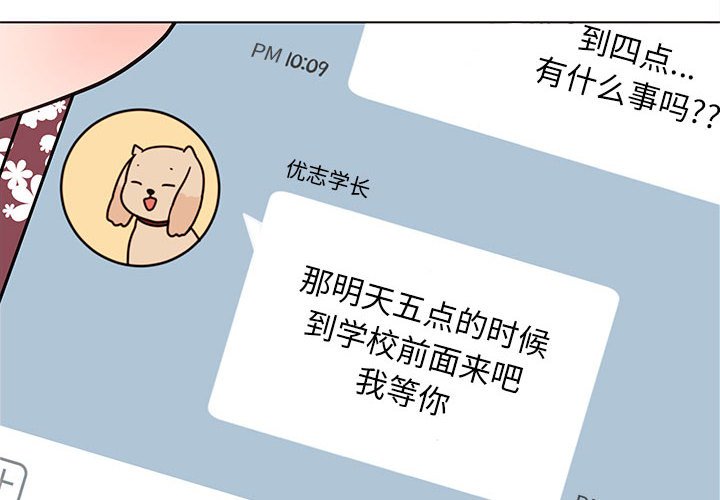 到四点...
有什么事吗??
PM 10:09
优志学长
那明天五点的时候
到学校前面来吧
我等你